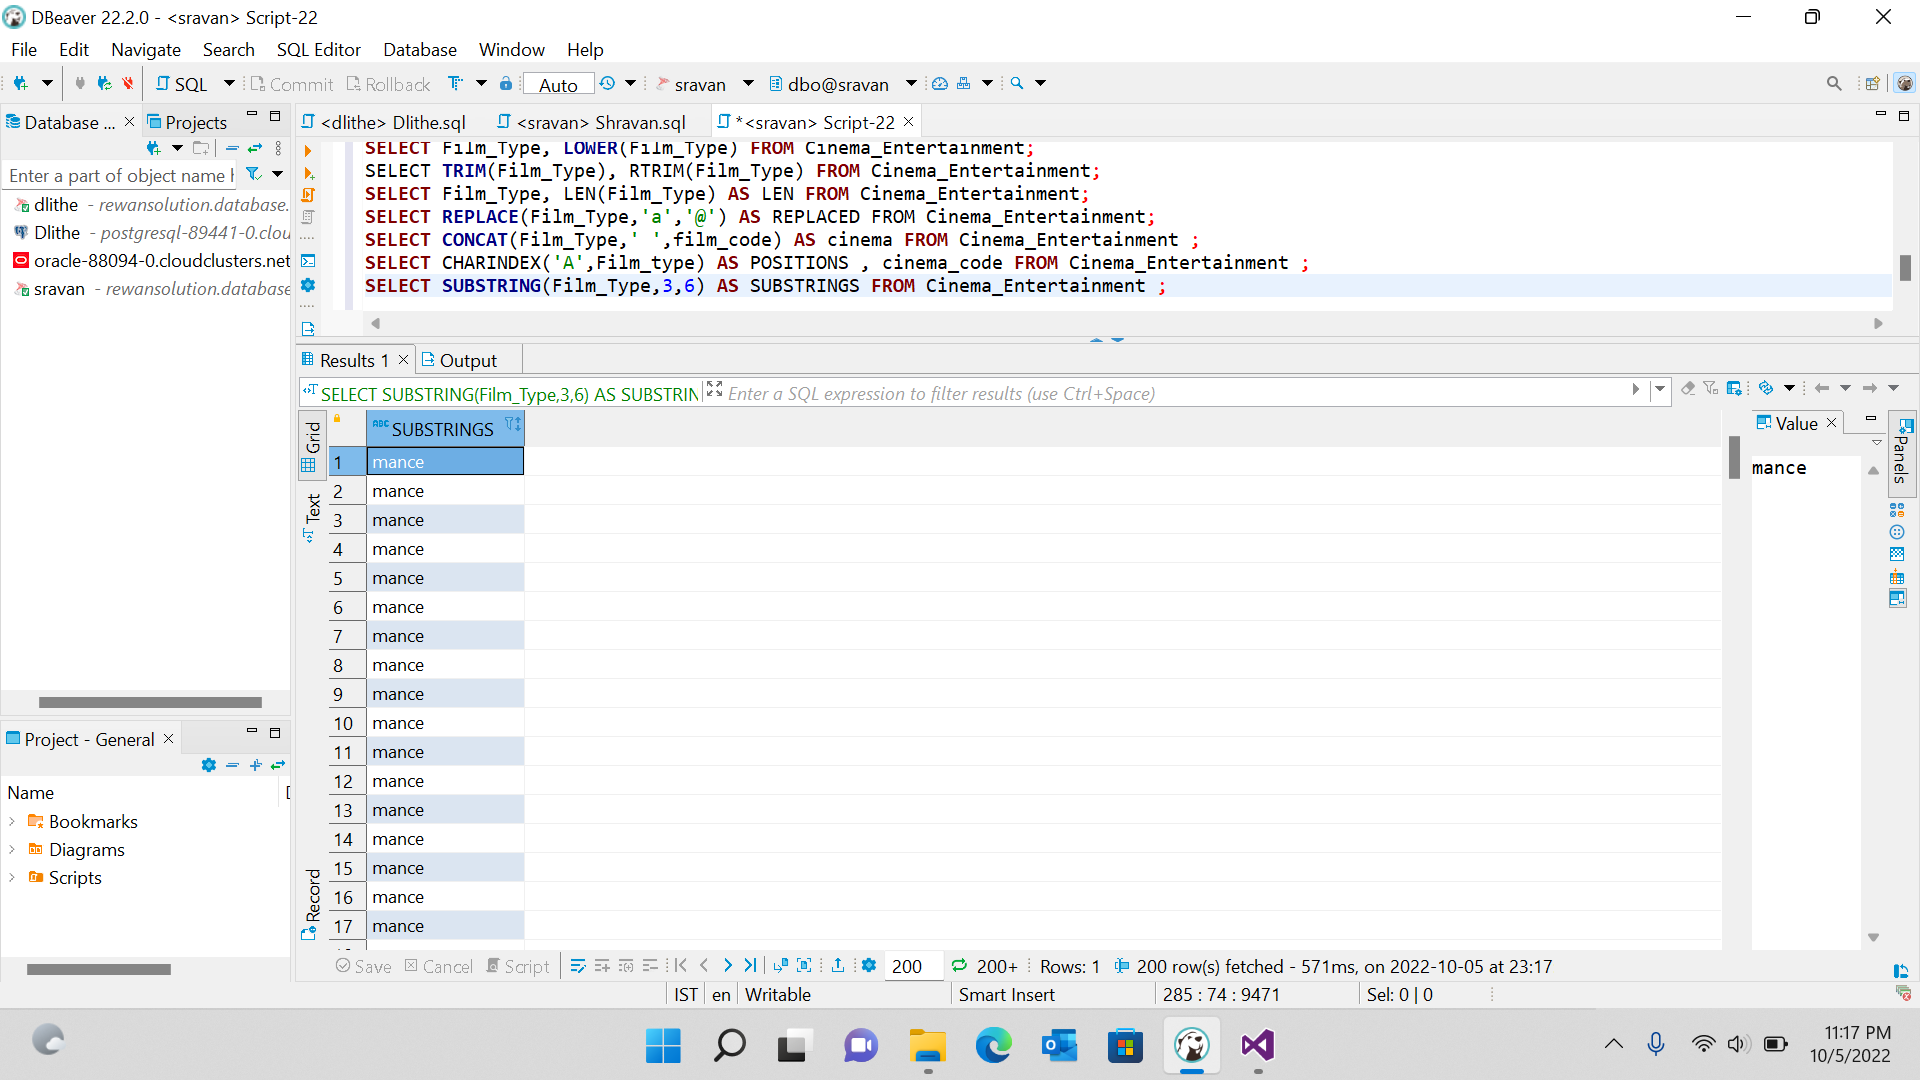 DBeaver 22.2.0 - <sravan> Script-22
File Edit Navigate Search SQL Editor Database Window Help
SQL Commit Rollback Auto sravan dbo@sravan
Database ... Projects
<dlithe> Dlithe.sql <sravan> Shravan.sql *<sravan> Script-22
Enter a part of object name h
dlithe - rewansolution.database.
Dlithe - postgresql-89441-0.clou
oracle-88094-0.cloudclusters.net
sravan - rewansolution.database
SELECT Film_Type, LOWER(Film_Type) FROM Cinema_Entertainment;
SELECT TRIM(Film_Type), RTRIM(Film_Type) FROM Cinema_Entertainment;
SELECT Film_Type, LEN(Film_Type) AS LEN FROM Cinema_Entertainment;
SELECT REPLACE(Film_Type,'a','@') AS REPLACED FROM Cinema_Entertainment;
SELECT CONCAT(Film_Type,' ',film_code) AS cinema FROM Cinema_Entertainment ;
SELECT CHARINDEX('A',Film_type) AS POSITIONS , cinema_code FROM Cinema_Entertainment ;
SELECT SUBSTRING(Film_Type,3,6) AS SUBSTRINGS FROM Cinema_Entertainment ;
Results 1 Output
SELECT SUBSTRING(Film_Type,3,6) AS SUBSTRIN Enter a SQL expression to filter results (use Ctrl+Space)
Grid
Text
Record
ABC SUBSTRINGS
1 mance
2 mance
3 mance
4 mance
5 mance
6 mance
7 mance
8 mance
9 mance
10 mance
11 mance
12 mance
13 mance
14 mance
15 mance
16 mance
17 mance
Value
mance
Panels
Project - General
Name
Bookmarks
Diagrams
Scripts
Save Cancel Script 200 200+ Rows: 1 200 row(s) fetched - 571ms, on 2022-10-05 at 23:17
IST en Writable Smart Insert 285 : 74 : 9471 Sel: 0 | 0
11:17 PM
10/5/2022